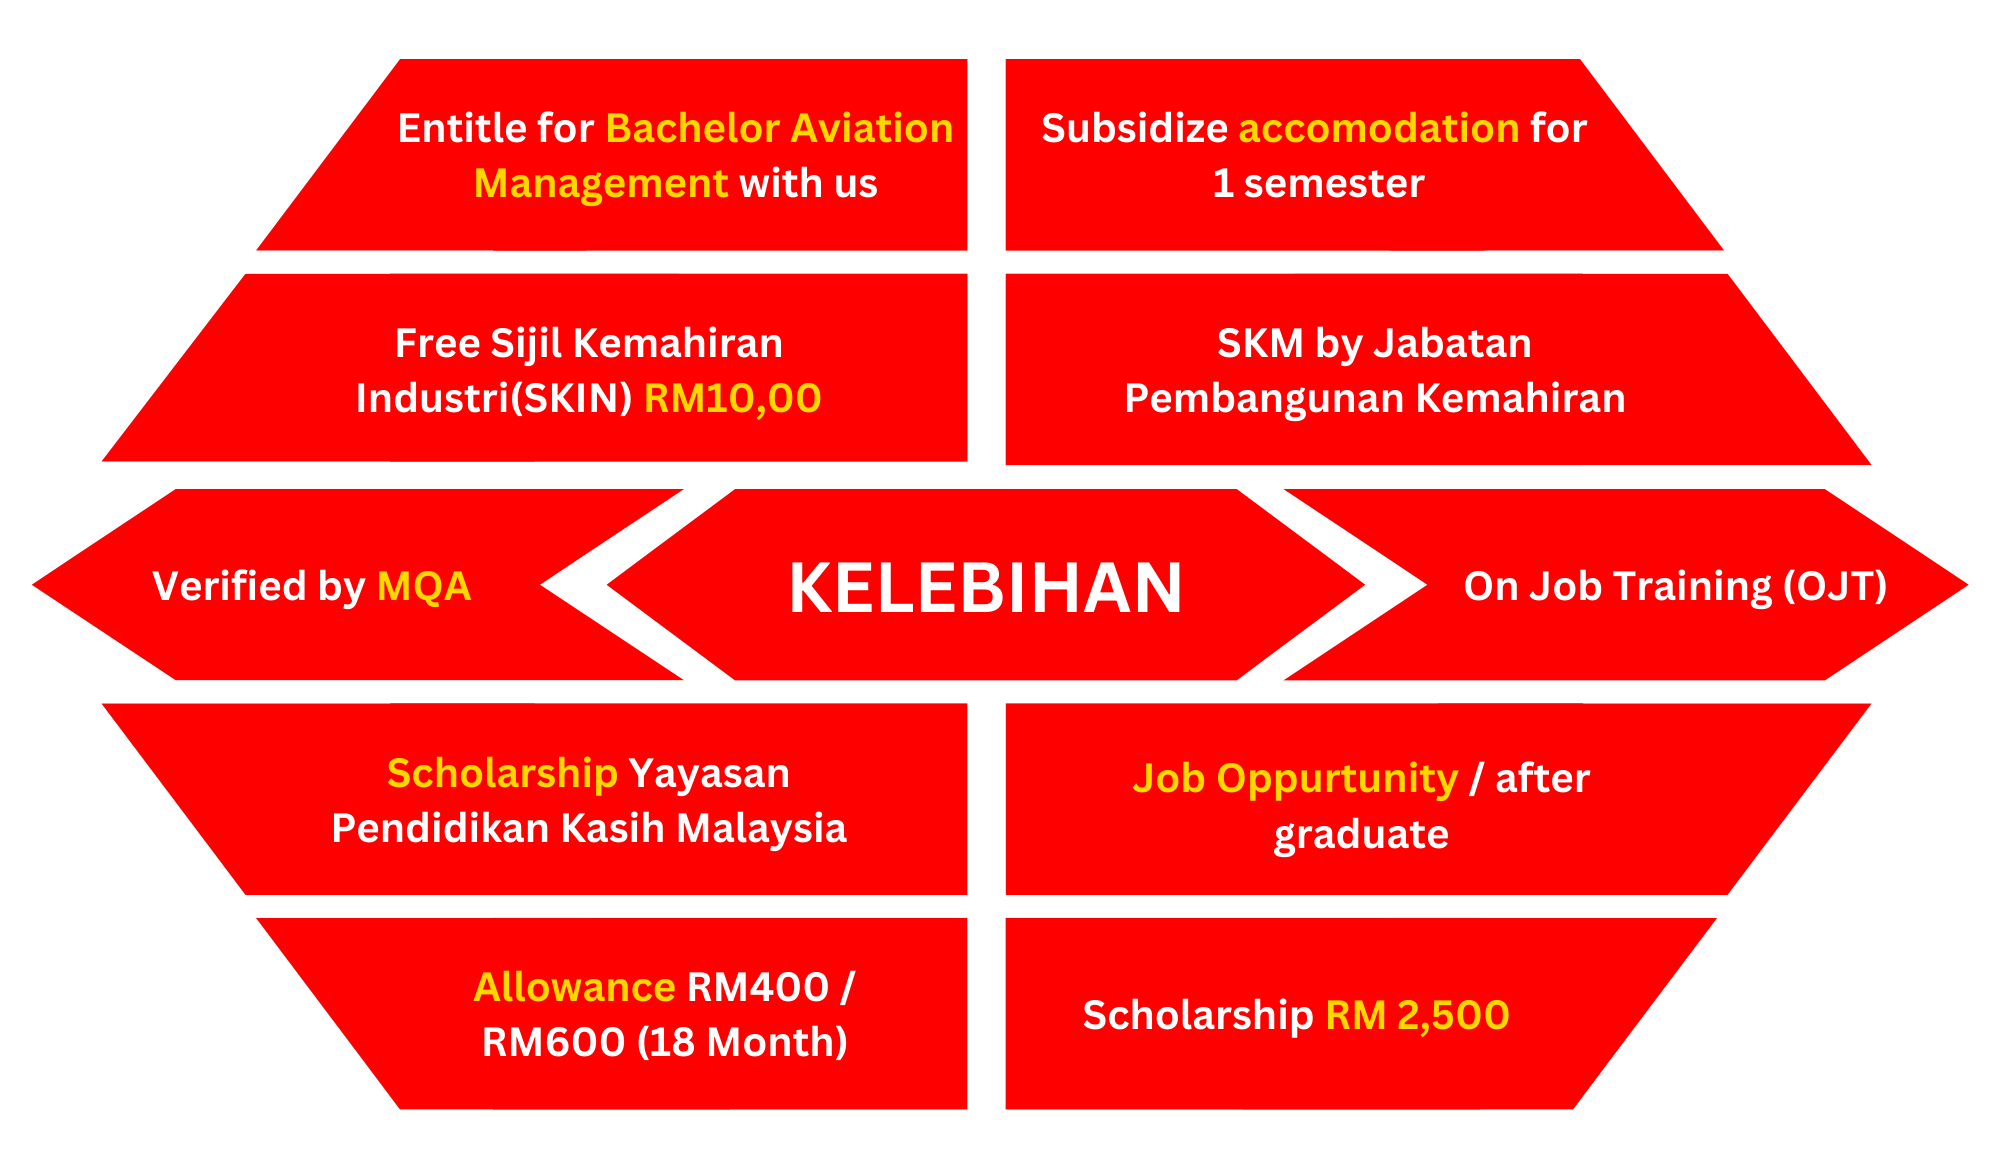 Entitle for Bachelor Aviation
Management with us
Subsidize accomodation for
1 semester
Free Sijil Kemahiran
Industri(SKIN) RM10,00
SKM by Jabatan
Pembangunan Kemahiran
Verified by MQA
KELEBIHAN
On Job Training (OJT)
Scholarship Yayasan
Pendidikan Kasih Malaysia
Job Oppurtunity / after
graduate
Allowance RM400 /
RM600 (18 Month)
Scholarship RM 2,500